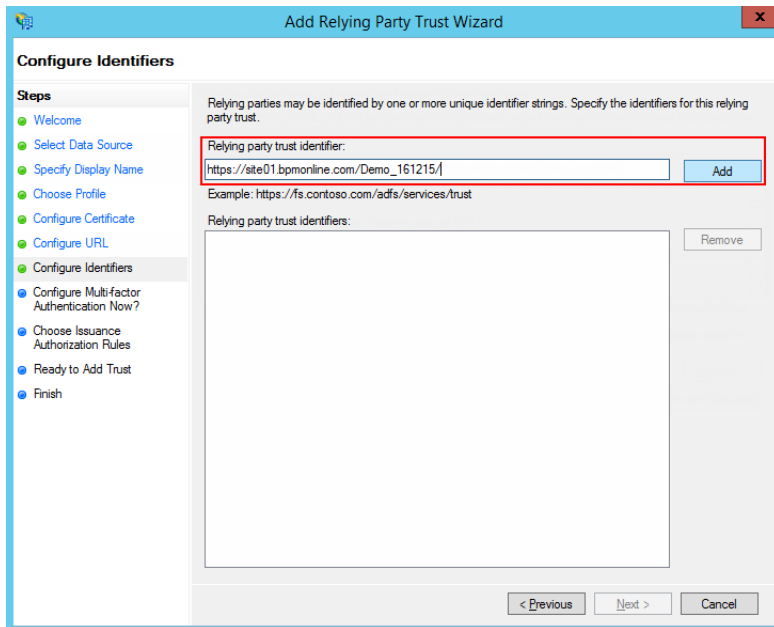 Add Relying Party Trust Wizard
x
Configure Identifiers
Steps
Welcome
Select Data Source
Specify Display Name
Choose Profile
Configure Certificate
Configure URL
Configure Identifiers
Configure Multi-factor
Authentication Now?
Choose Issuance
Authorization Rules
Ready to Add Trust
Finish
Relying parties may be identified by one or more unique identifier strings. Specify the identifiers for this relying
party trust.
Relying party trust identifier:
https://site01.bpmonline.com/Demo_161215/
Add
Example: https://fs.contoso.com/adfs/services/trust
Relying party trust identifiers:
Remove
< Previous
Next >
Cancel